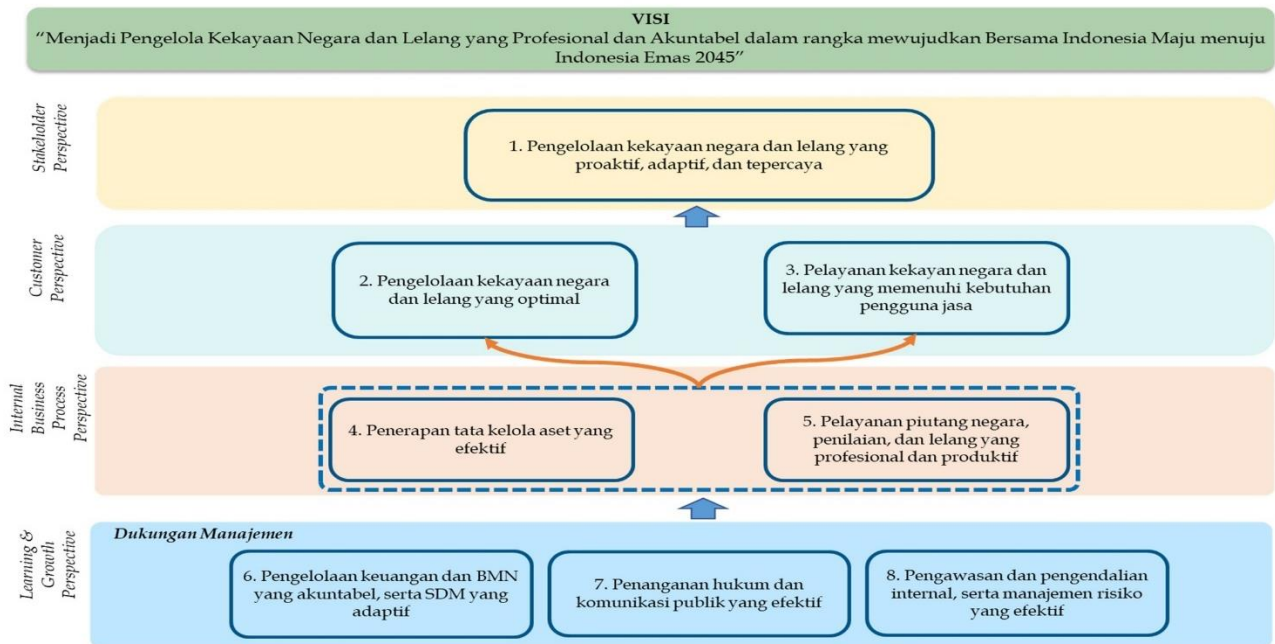 VISI
“Menjadi Pengelola Kekayaan Negara dan Lelang yang Profesional dan Akuntabel dalam rangka mewujudkan Bersama Indonesia Maju menuju
Indonesia Emas 2045”
Stakeholder
Perspective
1. Pengelolaan kekayaan negara dan lelang yang
proaktif, adaptif, dan tepercaya
Customer
Perspective
2. Pengelolaan kekayaan negara
dan lelang yang optimal
3. Pelayanan kekayan negara dan
lelang yang memenuhi kebutuhan
pengguna jasa
Internal
Business
Process
Perspective
4. Penerapan tata kelola aset yang
efektif
5. Pelayanan piutang negara,
penilaian, dan lelang yang
profesional dan produktif
Learning &
Growth
Perspective
Dukungan Manajemen
6. Pengelolaan keuangan dan BMN
yang akuntabel, serta SDM yang
adaptif
7. Penanganan hukum dan
komunikasi publik yang efektif
8. Pengawasan dan pengendalian
internal, serta manajemen risiko
yang efektif